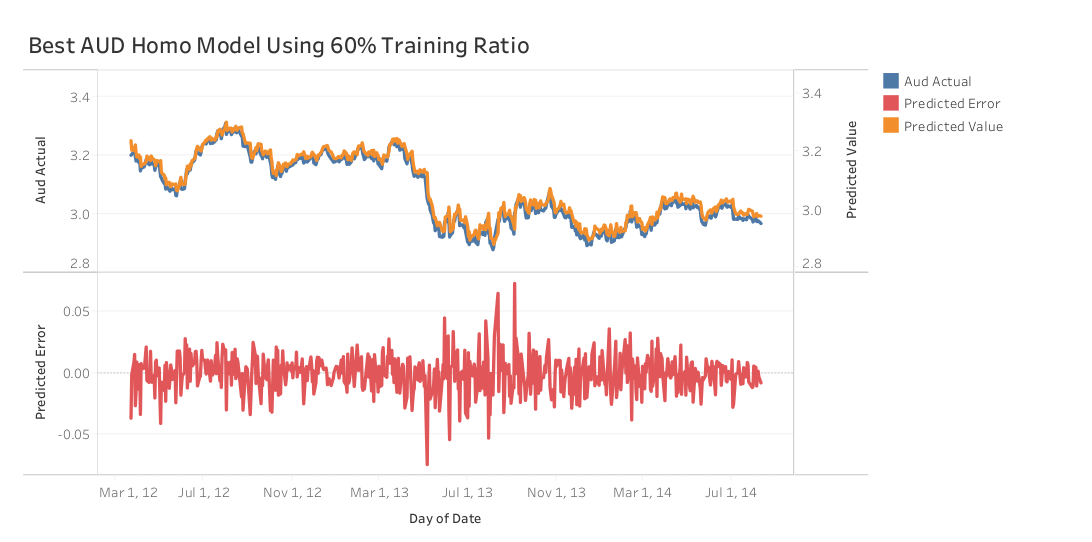 Best AUD Homo Model Using 60% Training Ratio
Aud Actual
Predicted Error
Predicted Value
Aud Actual
3.4
3.2
3.0
2.8
Predicted Value
3.4
3.2
3.0
2.8
Predicted Error
0.05
0.00
-0.05
Mar 1, 12 Jul 1, 12 Nov 1, 12 Mar 1, 13 Jul 1, 13 Nov 1, 13 Mar 1, 14 Jul 1, 14
Day of Date